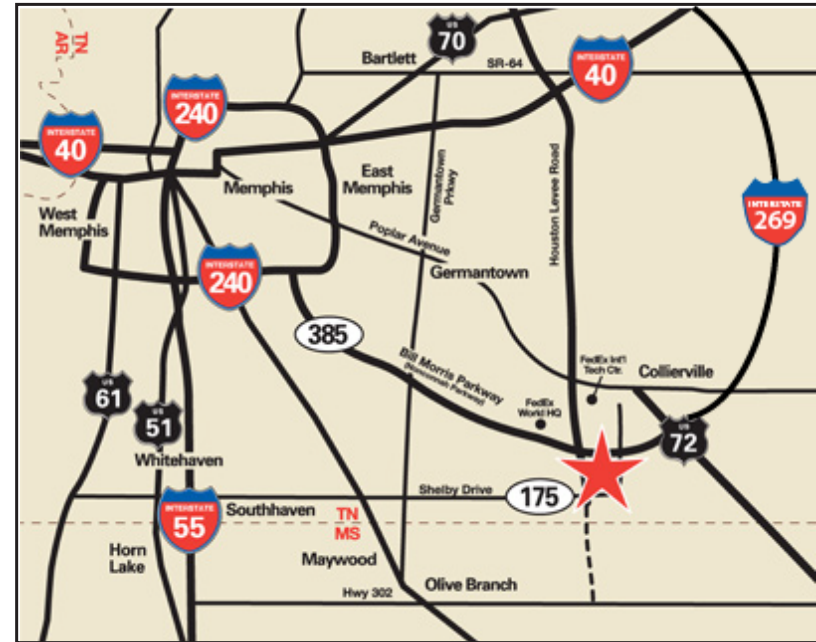 TN
AR
US
70
Bartlett
SR-64
INTERSTATE
40
INTERSTATE
240
INTERSTATE
40
Memphis
East
Memphis
Germantown
Prkwy
Houston Levee Road
INTERSTATE
269
West
Memphis
Poplar Avenue
INTERSTATE
240
Germantown
385
Bill Morris Parkway
(Nonconnah Parkway)
FedEx Int'l
Tech Ctr.
Collierville
FedEx
World HQ
US
61
US
51
US
72
Whitehaven
Shelby Drive
175
INTERSTATE
55
Southhaven
TN
MS
Horn
Lake
Maywood
Olive Branch
Hwy 302